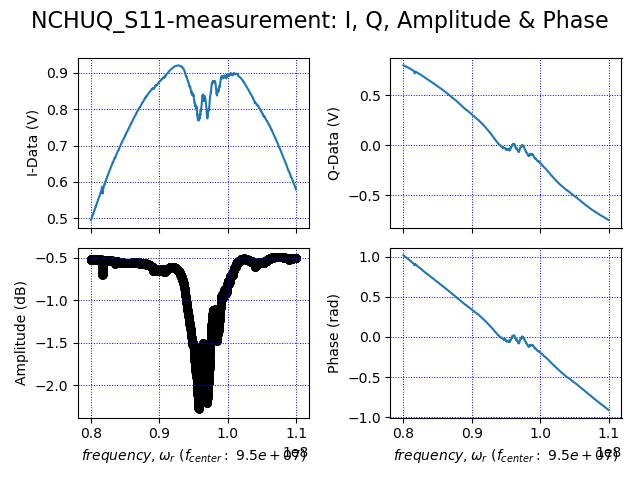 NCHUQ_S11-measurement: I, Q, Amplitude & Phase
I-Data (V)
0.9
0.8
0.7
0.6
0.5
Q-Data (V)
0.5
0.0
−0.5
Amplitude (dB)
−0.5
−1.0
−1.5
−2.0
0.8 0.9 1.0 1.1
1e8
frequency, ωr (fcenter: 9.5e+07)
Phase (rad)
1.0
0.5
0.0
−0.5
−1.0
0.8 0.9 1.0 1.1
1e8
frequency, ωr (fcenter: 9.5e+07)